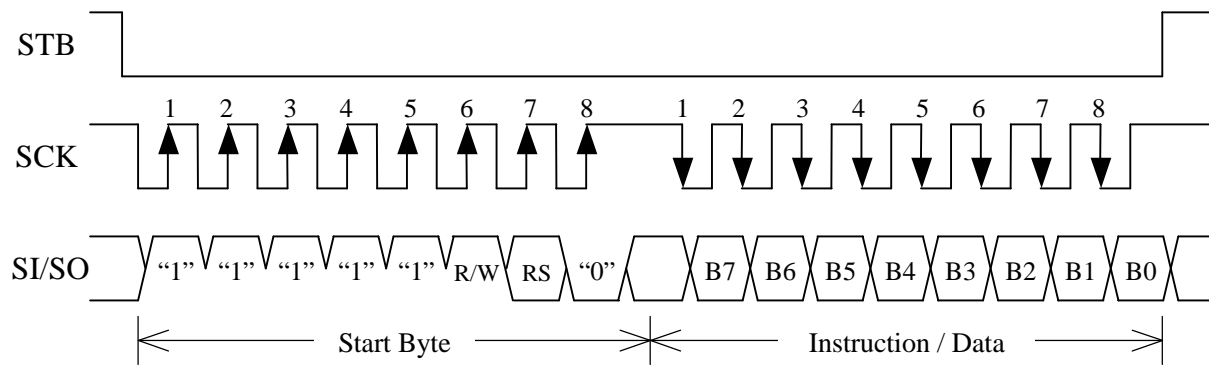 STB
1 2 3 4 5 6 7 8 1 2 3 4 5 6 7 8
SCK
SI/SO “1” “1” “1” “1” “1” R/W RS “0” B7 B6 B5 B4 B3 B2 B1 B0
Start Byte Instruction / Data